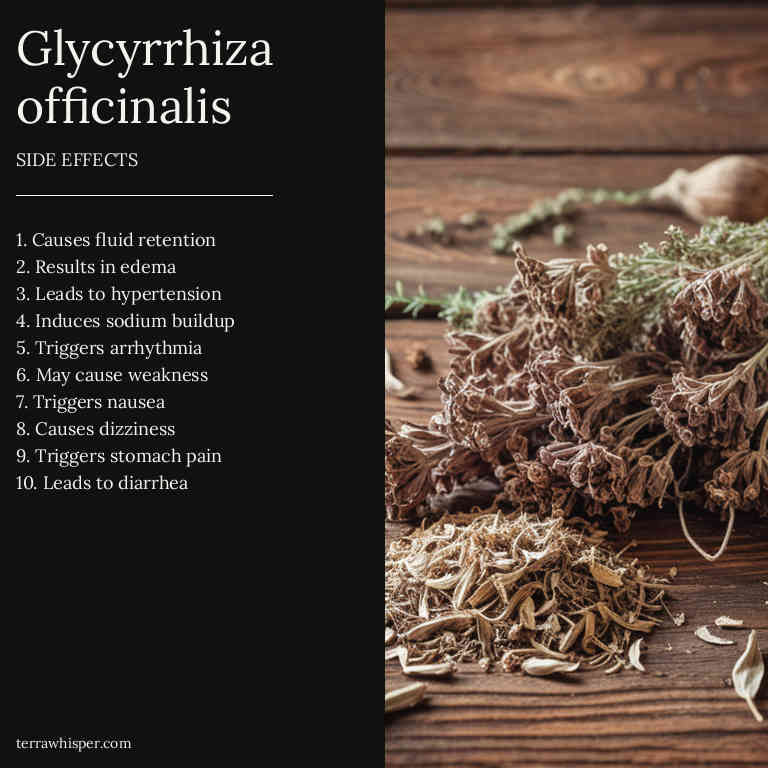 Glycyrrhiza
officinalis
SIDE EFFECTS
1. Causes fluid retention
2. Results in edema
3. Leads to hypertension
4. Induces sodium buildup
5. Triggers arrhythmia
6. May cause weakness
7. Triggers nausea
8. Causes dizziness
9. Triggers stomach pain
10. Leads to diarrhea
terrawhisper.com